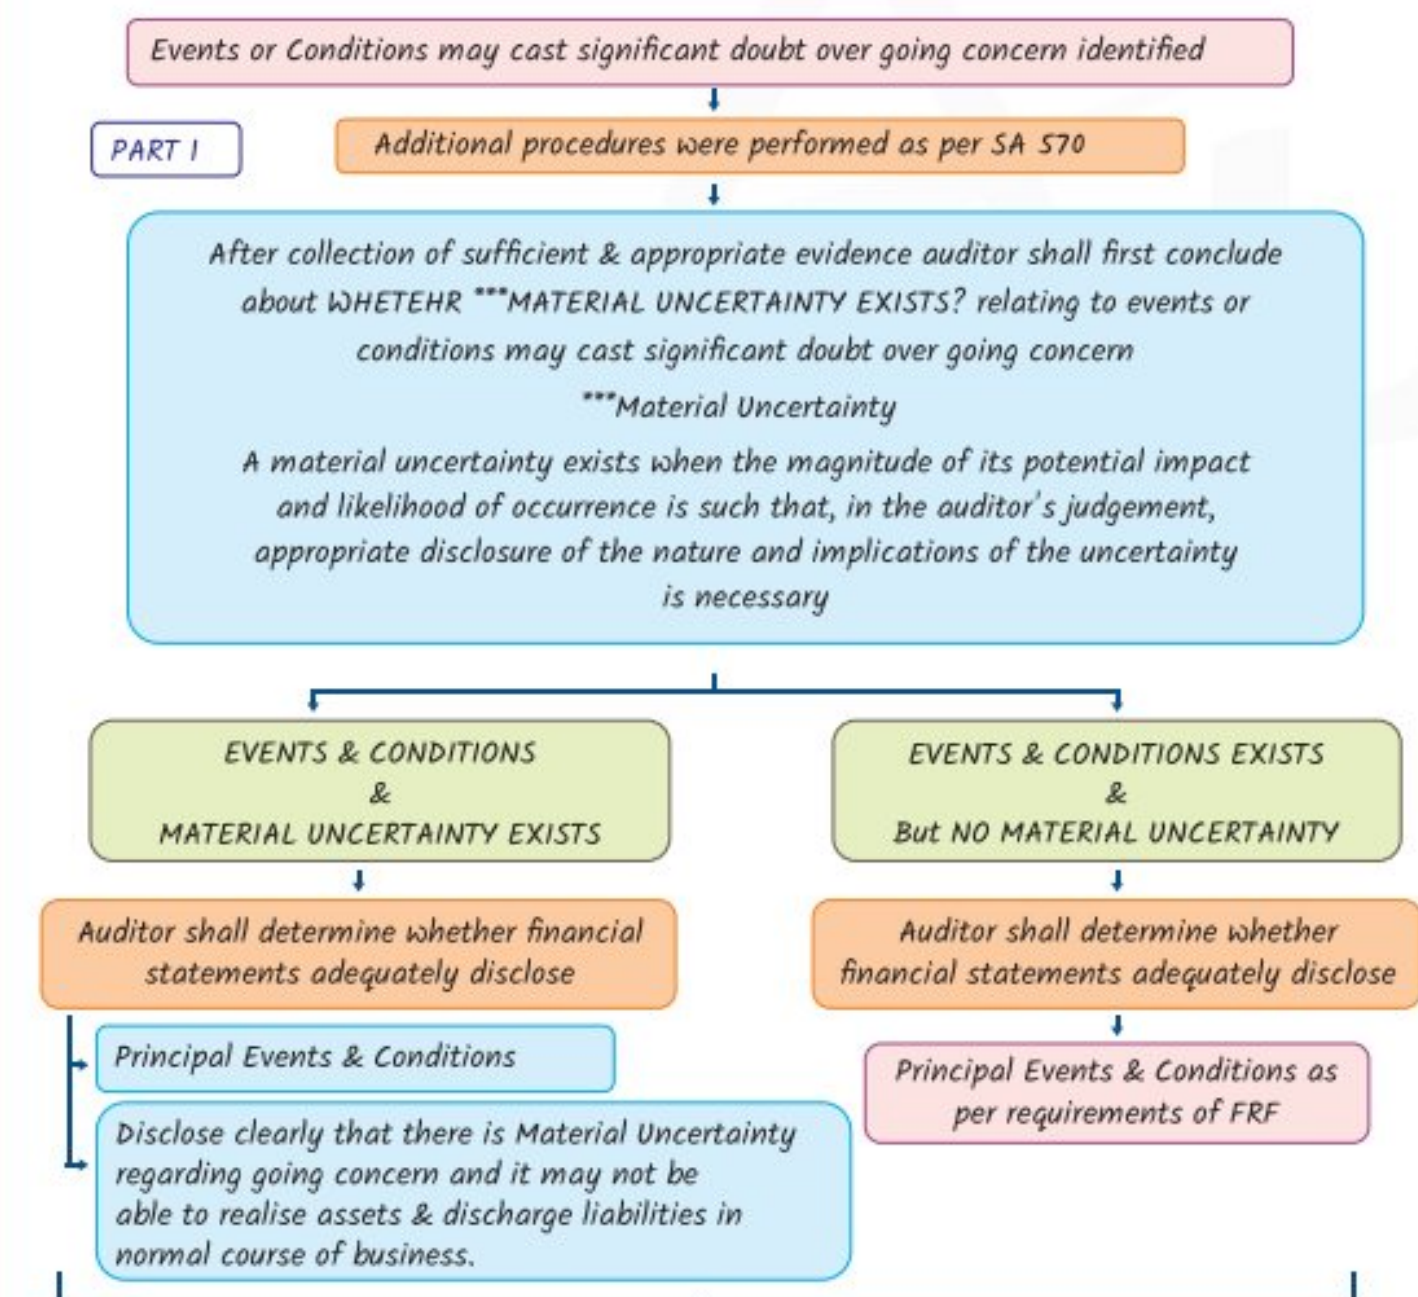 Events or Conditions may cast significant doubt over going concern identified
PART I
Additional procedures were performed as per SA 570
After collection of sufficient & appropriate evidence auditor shall first conclude
about WHETEHR ***MATERIAL UNCERTAINTY EXISTS? relating to events or
conditions may cast significant doubt over going concern
***Material Uncertainty
A material uncertainty exists when the magnitude of its potential impact
and likelihood of occurrence is such that, in the auditor's judgement,
appropriate disclosure of the nature and implications of the uncertainty
is necessary
EVENTS & CONDITIONS
&
MATERIAL UNCERTAINTY EXISTS
EVENTS & CONDITIONS EXISTS
&
But NO MATERIAL UNCERTAINTY
Auditor shall determine whether financial
statements adequately disclose
Auditor shall determine whether
financial statements adequately disclose
Principal Events & Conditions
Disclose clearly that there is Material Uncertainty
regarding going concern and it may not be
able to realise assets & discharge liabilities in
normal course of business.
Principal Events & Conditions as
per requirements of FRF